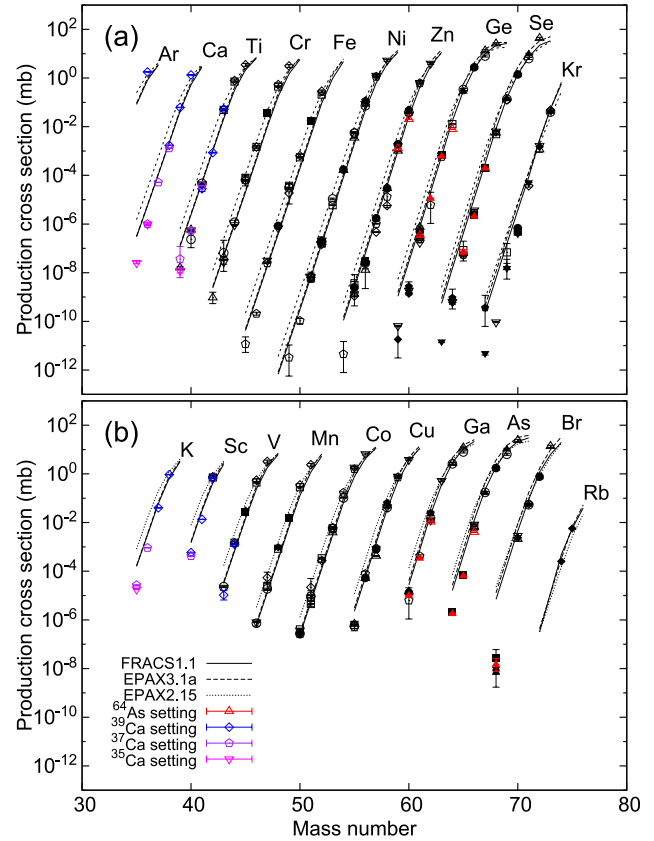 (a)
Ar
Ca
Ti
Cr
Fe
Ni
Zn
Ge
Se
Kr
Production cross section (mb)
10^2
10^0
10^-2
10^-4
10^-6
10^-8
10^-10
10^-12
(b)
K
Sc
V
Mn
Co
Cu
Ga
As
Br
Rb
Production cross section (mb)
10^2
10^0
10^-2
10^-4
10^-6
10^-8
10^-10
10^-12
FRACS1.1
EPAX3.1a
EPAX2.15
^64As setting
^39Ca setting
^37Ca setting
^35Ca setting
30 40 50 60 70 80
Mass number